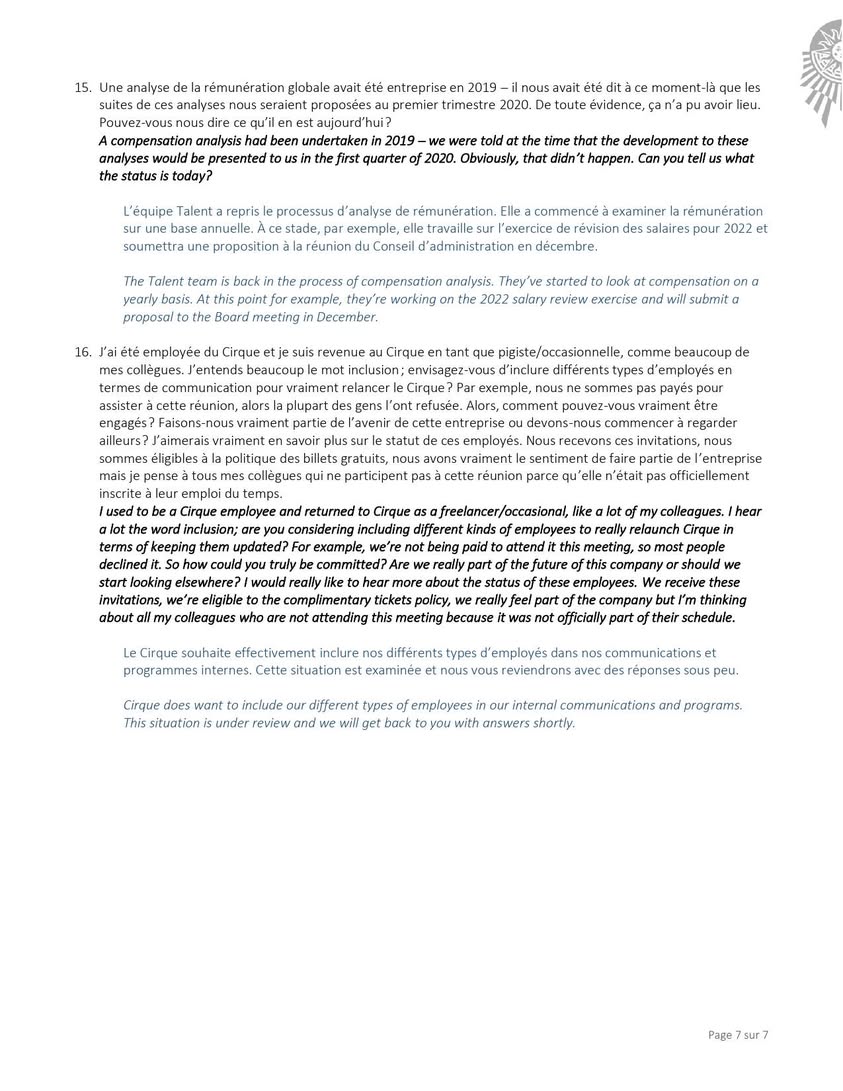 15. Une analyse de la rémunération globale avait été entreprise en 2019 – il nous avait été dit à ce moment-là que les
suites de ces analyses nous seraient proposées au premier trimestre 2020. De toute évidence, ça n’a pu avoir lieu.
Pouvez-vous nous dire ce qu’il en est aujourd’hui ?
A compensation analysis had been undertaken in 2019 – we were told at the time that the development to these
analyses would be presented to us in the first quarter of 2020. Obviously, that didn’t happen. Can you tell us what
the status is today?
L’équipe Talent a repris le processus d’analyse de rémunération. Elle a commencé à examiner la rémunération
sur une base annuelle. À ce stade, par exemple, elle travaille sur l’exercice de révision des salaires pour 2022 et
soumettra une proposition à la réunion du Conseil d’administration en décembre.
The Talent team is back in the process of compensation analysis. They’ve started to look at compensation on a
yearly basis. At this point for example, they’re working on the 2022 salary review exercise and will submit a
proposal to the Board meeting in December.
16. J’ai été employée du Cirque et je suis revenue au Cirque en tant que pigiste/occasionnelle, comme beaucoup de
mes collègues. J’entends beaucoup le mot inclusion ; envisagez-vous d’inclure différents types d’employés en
termes de communication pour vraiment relancer le Cirque ? Par exemple, nous ne sommes pas payés pour
assister à cette réunion, alors la plupart des gens l’ont refusée. Alors, comment pouvez-vous vraiment être
engagés ? Faisons-nous vraiment partie de l’avenir de cette entreprise ou devons-nous commencer à regarder
ailleurs ? J’aimerais vraiment en savoir plus sur le statut de ces employés. Nous recevons ces invitations, nous
sommes éligibles à la politique des billets gratuits, nous avons vraiment le sentiment de faire partie de l’entreprise
mais je pense à tous mes collègues qui ne participent pas à cette réunion parce qu’elle n’était pas officiellement
inscrite à leur emploi du temps.
I used to be a Cirque employee and returned to Cirque as a freelancer/occasional, like a lot of my colleagues. I hear
a lot the word inclusion; are you considering including different kinds of employees to really relaunch Cirque in
terms of keeping them updated? For example, we’re not being paid to attend it this meeting, so most people
declined it. So how could you truly be committed? Are we really part of the future of this company or should we
start looking elsewhere? I would really like to hear more about the status of these employees. We receive these
invitations, we’re eligible to the complimentary tickets policy, we really feel part of the company but I’m thinking
about all my colleagues who are not attending this meeting because it was not officially part of their schedule.
Le Cirque souhaite effectivement inclure nos différents types d’employés dans nos communications et
programmes internes. Cette situation est examinée et nous vous reviendrons avec des réponses sous peu.
Cirque does want to include our different types of employees in our internal communications and programs.
This situation is under review and we will get back to you with answers shortly.
Page 7 sur 7